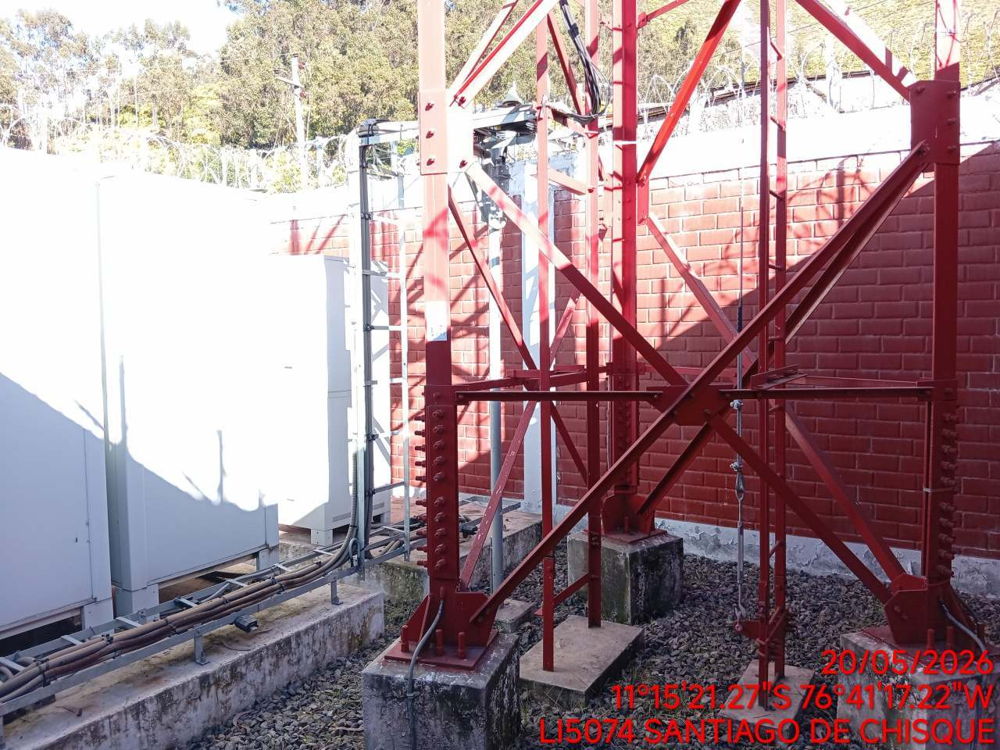 20/05/2026
11°15'21.27"S 76°41'17.22"W
LI5074 SANTIAGO DE CHISQUE